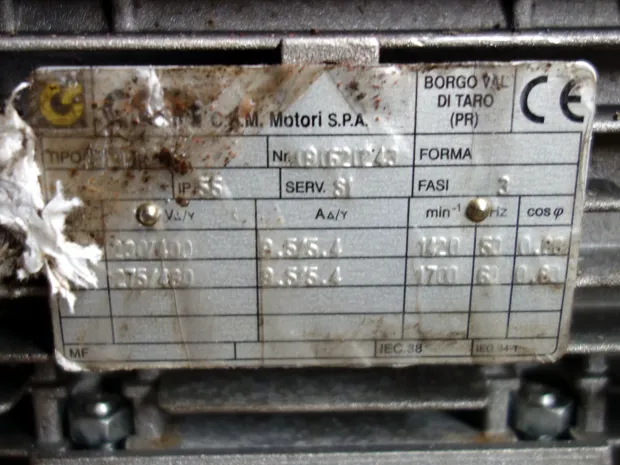 BORGO VAL
DI TARO
(PR)
CE
M. Motori S.P.A.
TIPO Nr. FORMA
IP 55 SERV. S1 FASI 3
V△/Y A△/Y min⁻¹ Hz cosφ
230/400 9.5/5.4 1420 50
275/480 9.5/5.4 1700 60
MF IEC 38 IEC 34-1